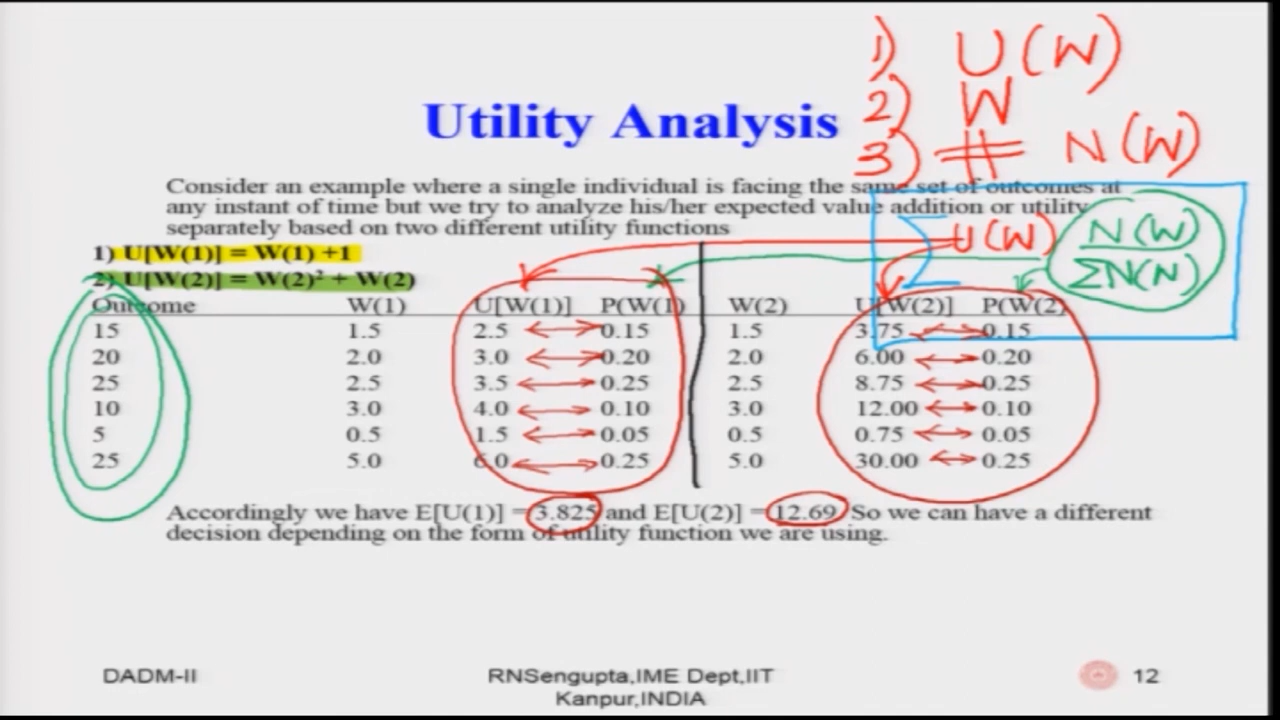 1) U(W)
2) W
3) # N(W)
Utility Analysis
Consider an example where a single individual is facing the same set of outcomes at
any instant of time but we try to analyze his/her expected value addition or utility
separately based on two different utility functions
Σ U(W) N(W)
ΣN(N)
1) U[W(1)] = W(1) +1
2) U[W(2)] = W(2)² + W(2)
Outcome W(1) U[W(1)] P(W(1) W(2) U[W(2)] P(W(2)
15 1.5 2.5 0.15 1.5 3.75 0.15
20 2.0 3.0 0.20 2.0 6.00 0.20
25 2.5 3.5 0.25 2.5 8.75 0.25
10 3.0 4.0 0.10 3.0 12.00 0.10
5 0.5 1.5 0.05 0.5 0.75 0.05
25 5.0 6.0 0.25 5.0 30.00 0.25
Accordingly we have E[U(1)] = 3.825 and E[U(2)] = 12.69 So we can have a different
decision depending on the form of utility function we are using.
DADM-II RNSengupta,IME Dept,IIT 12
Kanpur,INDIA